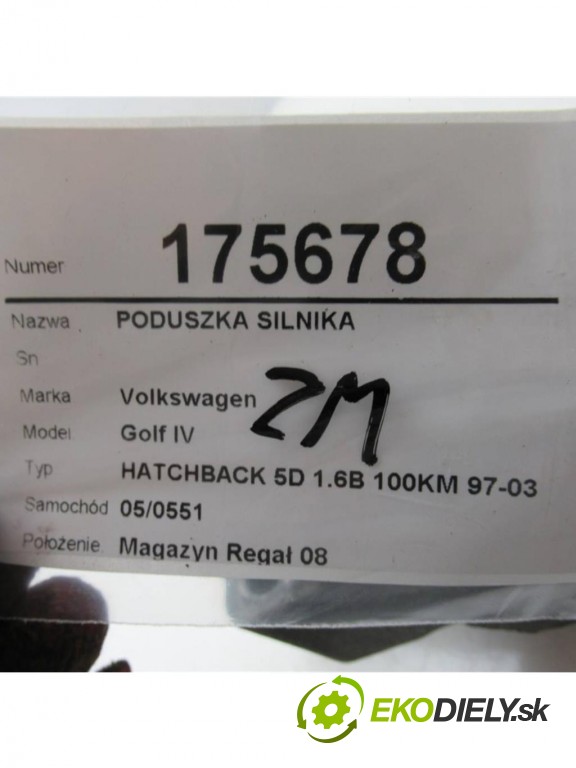 Numer 175678
Nazwa PODUSZKA SILNIKA
Sn
Marka Volkswagen
ZM
Model Golf IV
Typ HATCHBACK 5D 1.6B 100KM 97-03
Samochód 05/0551
Położenie Magazyn Regał 08
EKODIELY.sk